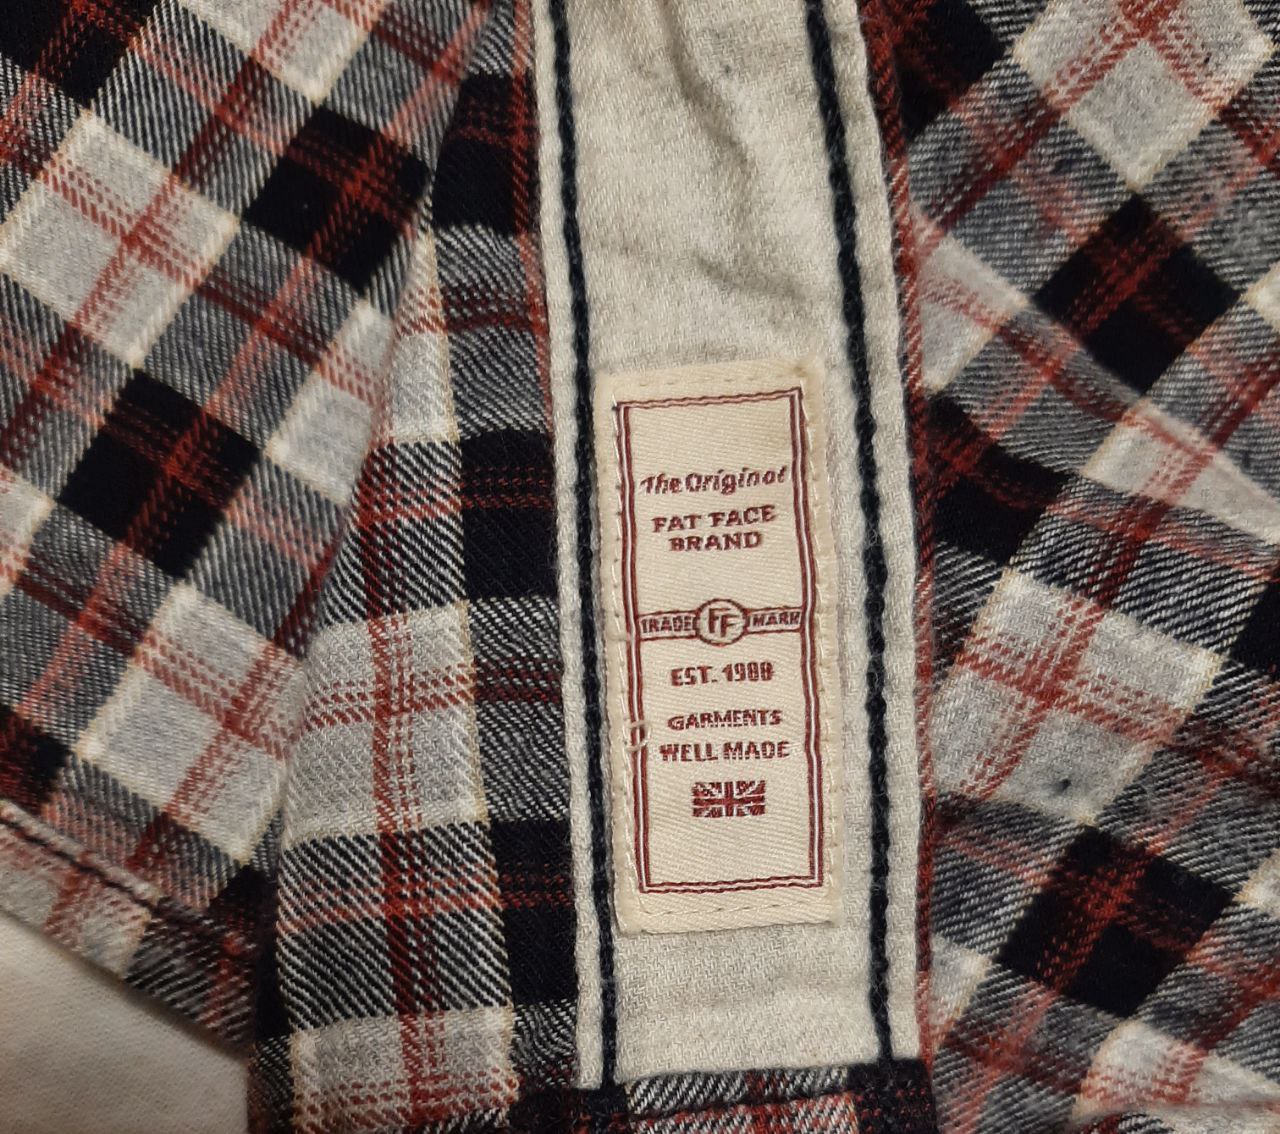 The Original
FAT FACE
BRAND
TRADE FF MARK
EST. 1988
GARMENTS
WELL MADE